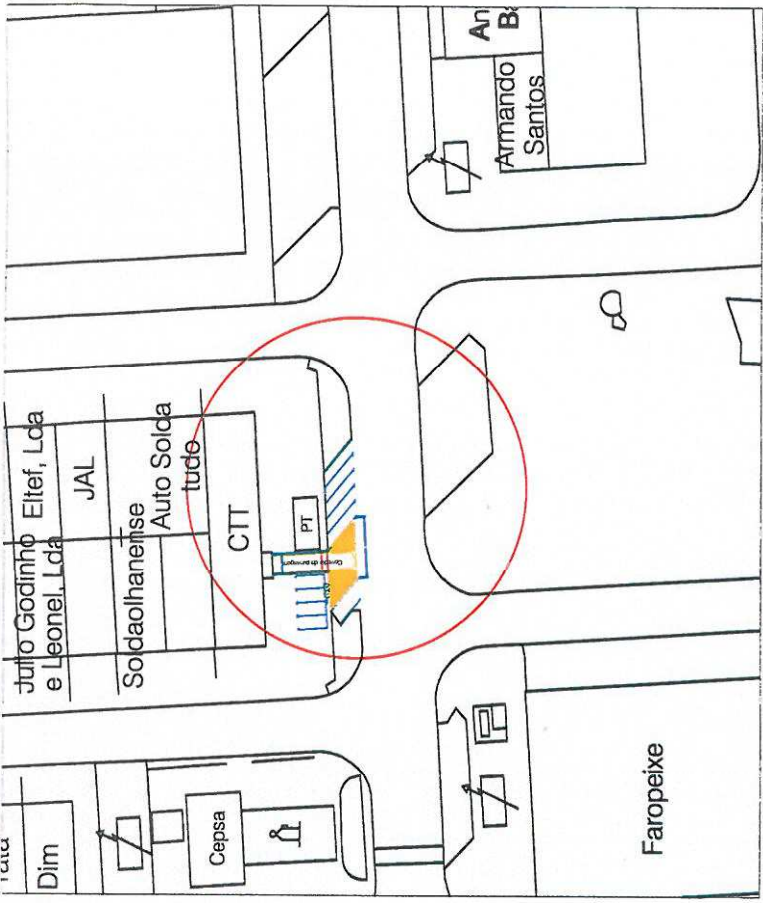 An
Ba
Armando
Santos
Julio Godinho
e Leonel, Lda
Eltef, Lda
JAL
Soldaolhanense
Auto Solda
tudo
CTT
PT
Cepsa
Dim
Faropeixe